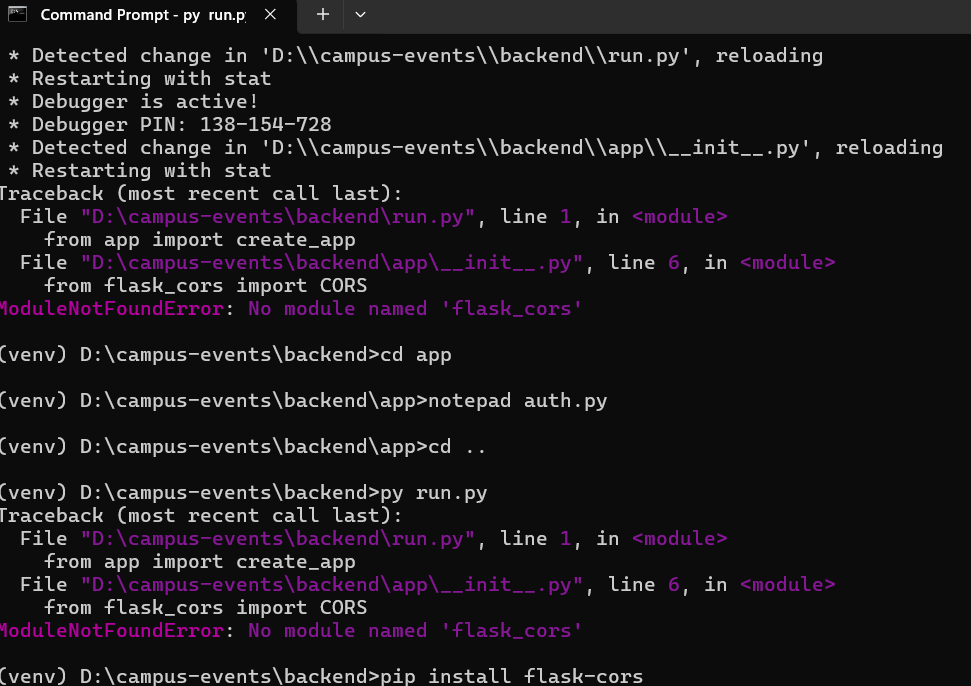 Command Prompt - py  run.py
* Detected change in 'D:\\campus-events\\backend\\run.py', reloading
* Restarting with stat
* Debugger is active!
* Debugger PIN: 138-154-728
* Detected change in 'D:\\campus-events\\backend\\app\\__init__.py', reloading
* Restarting with stat
Traceback (most recent call last):
  File "D:\campus-events\backend\run.py", line 1, in <module>
    from app import create_app
  File "D:\campus-events\backend\app\__init__.py", line 6, in <module>
    from flask_cors import CORS
ModuleNotFoundError: No module named 'flask_cors'
(venv) D:\campus-events\backend>cd app
(venv) D:\campus-events\backend\app>notepad auth.py
(venv) D:\campus-events\backend\app>cd ..
(venv) D:\campus-events\backend>py run.py
Traceback (most recent call last):
  File "D:\campus-events\backend\run.py", line 1, in <module>
    from app import create_app
  File "D:\campus-events\backend\app\__init__.py", line 6, in <module>
    from flask_cors import CORS
ModuleNotFoundError: No module named 'flask_cors'
(venv) D:\campus-events\backend>pip install flask-cors